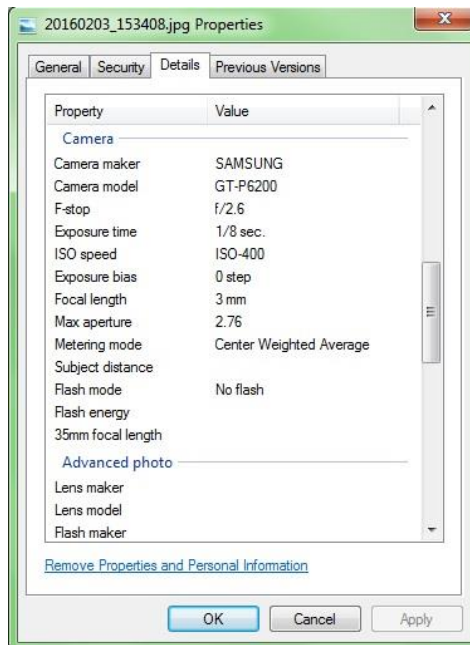 20160203_153408.jpg Properties
General Security Details Previous Versions
Property Value
Camera
Camera maker SAMSUNG
Camera model GT-P6200
F-stop f/2.6
Exposure time 1/8 sec.
ISO speed ISO-400
Exposure bias 0 step
Focal length 3 mm
Max aperture 2.76
Metering mode Center Weighted Average
Subject distance
Flash mode No flash
Flash energy
35mm focal length
Advanced photo
Lens maker
Lens model
Flash maker
Remove Properties and Personal Information
OK Cancel Apply